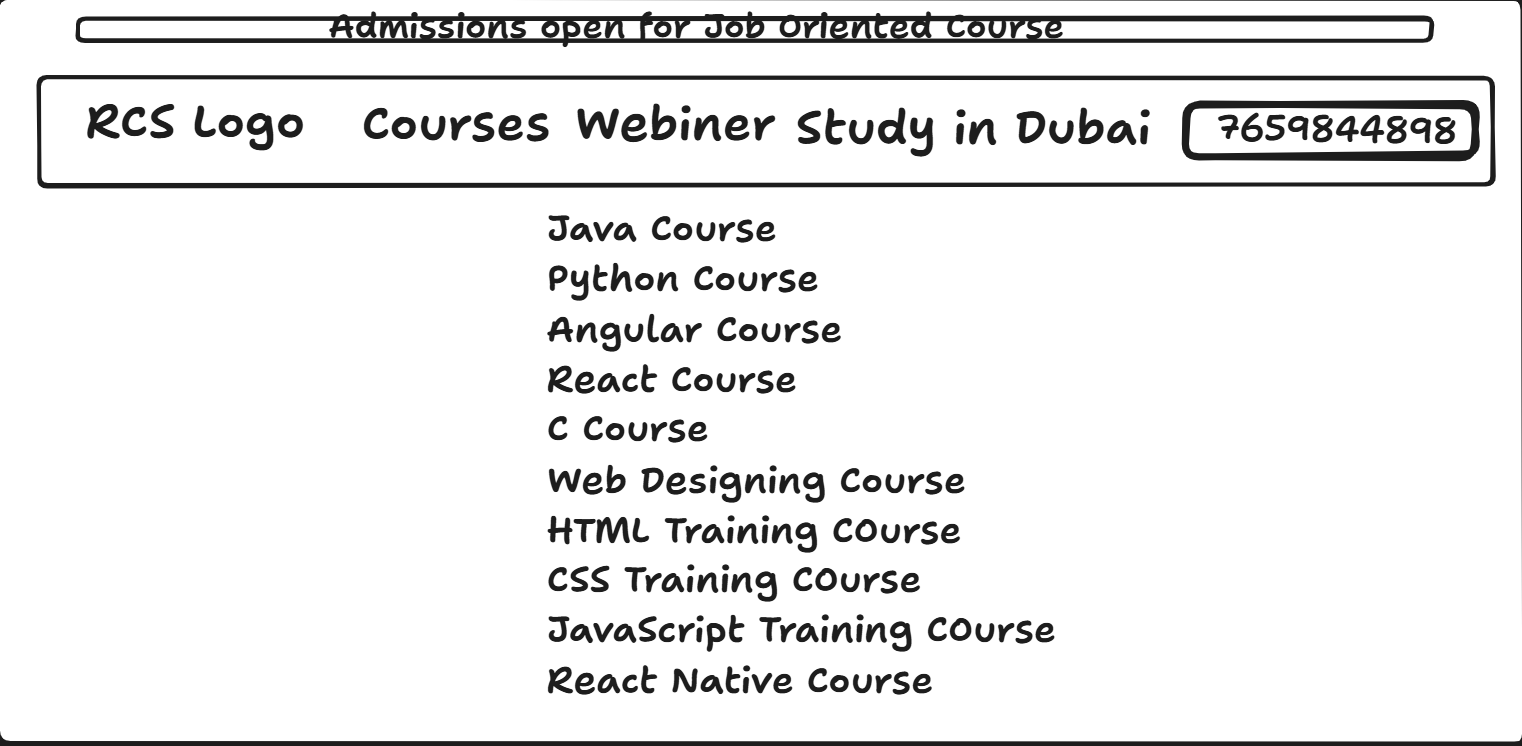 Admissions open for Job Oriented Course
RCS Logo Courses Webiner Study in Dubai 7659844898
Java Course
Python Course
Angular Course
React Course
C Course
Web Designing Course
HTML Training COurse
CSS Training COurse
JavaScript Training COurse
React Native Course